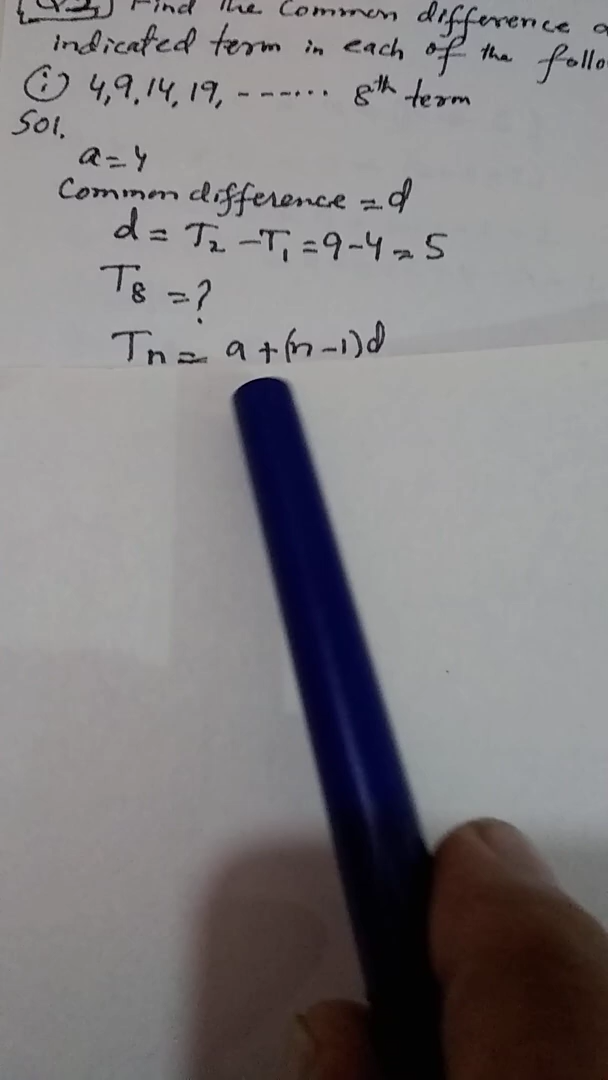 Find the Common difference
indicated term in each of the follo
(i) 4,9,14,19, ------... 8th term
Sol.
a=4
Common difference = d
d = T₂ - T₁ = 9-4 = 5
T₈ = ?
Tn = a+(n-1)d